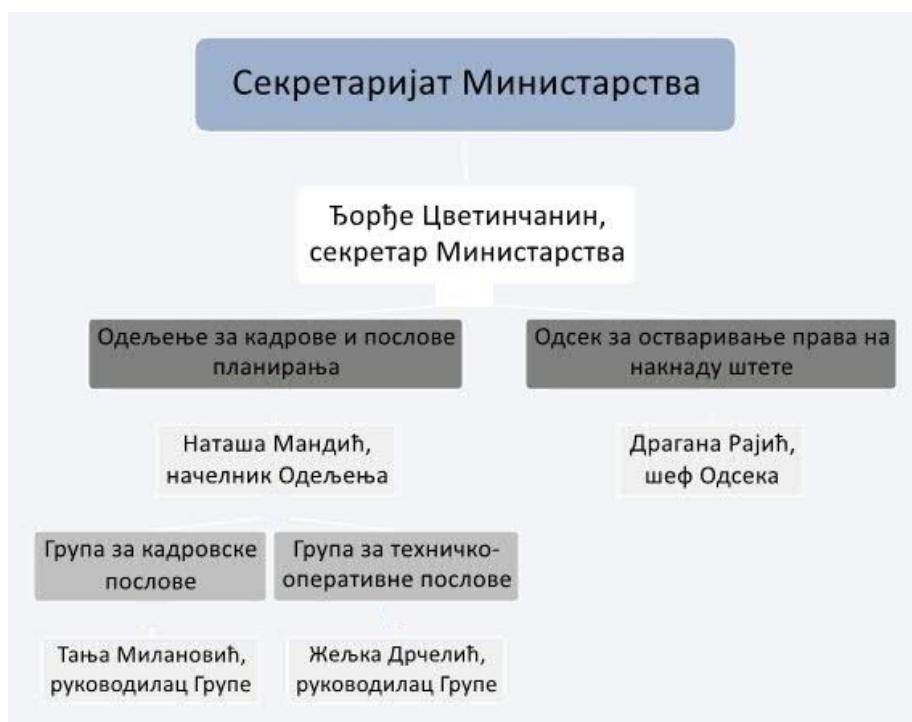 Секретаријат Министарства
Ђорђе Цветинчанин,
секретар Министарства
Одељење за кадрове и послове
планирања
Одсек за остваривање права на
накнаду штете
Наташа Мандић,
начелник Одељења
Драгана Рајић,
шеф Одсека
Група за кадровске
послове
Група за техничко-
оперативне послове
Тања Милановић,
руководилац Групе
Жељка Дрчелић,
руководилац Групе